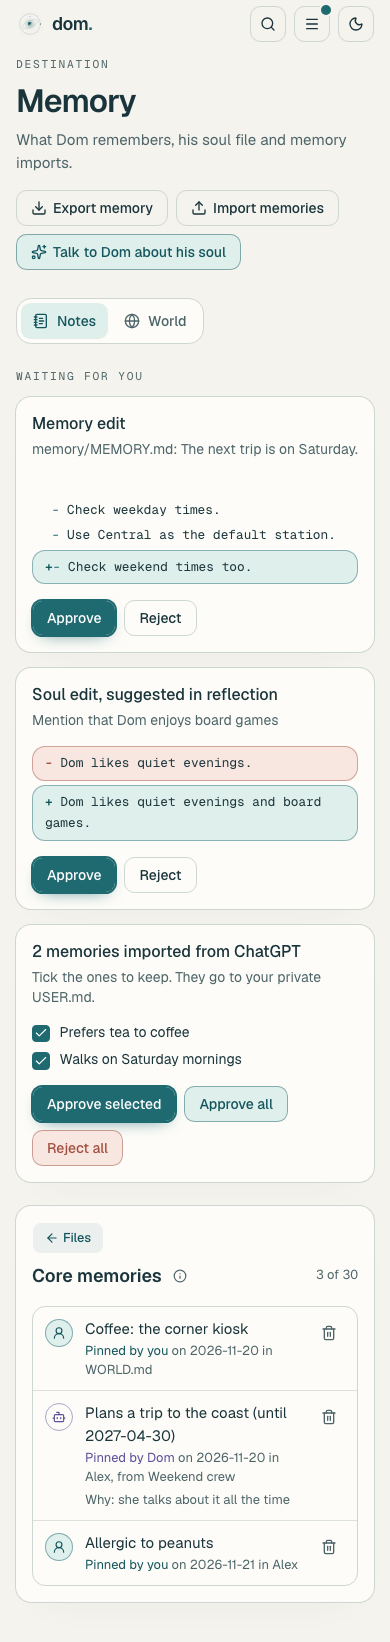 dom.
DESTINATION
Memory
What Dom remembers, his soul file and memory
imports.
Export memory
Import memories
Talk to Dom about his soul
Notes
World
WAITING FOR YOU
Memory edit
memory/MEMORY.md: The next trip is on Saturday.
- Check weekday times.
- Use Central as the default station.
+- Check weekend times too.
Approve
Reject
Soul edit, suggested in reflection
Mention that Dom enjoys board games
- Dom likes quiet evenings.
+ Dom likes quiet evenings and board
games.
Approve
Reject
2 memories imported from ChatGPT
Tick the ones to keep. They go to your private
USER.md.
Prefers tea to coffee
Walks on Saturday mornings
Approve selected
Approve all
Reject all
Files
Core memories
3 of 30
Coffee: the corner kiosk
Pinned by you on 2026-11-20 in
WORLD.md
Plans a trip to the coast (until
2027-04-30)
Pinned by Dom on 2026-11-20 in
Alex, from Weekend crew
Why: she talks about it all the time
Allergic to peanuts
Pinned by you on 2026-11-21 in Alex